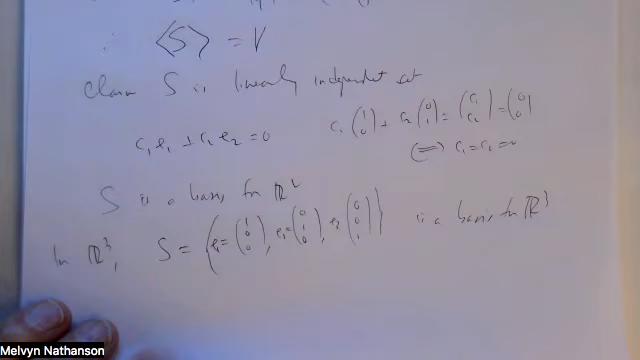 ∴ ⟨S⟩ = V
Claim S is linearly independent set
c₁e₁ + c₂e₂ = 0   c₁ (1 0) + c₂ (0 1) = (c₁ c₂) = (0 0)
(⟺) c₁ = c₂ = 0
S is a basis for ℝ²
In ℝ³, S = { e₁ = (1 0 0), e₂ = (0 1 0), e₃ (0 0 1) } is a basis for ℝ³
Melvyn Nathanson